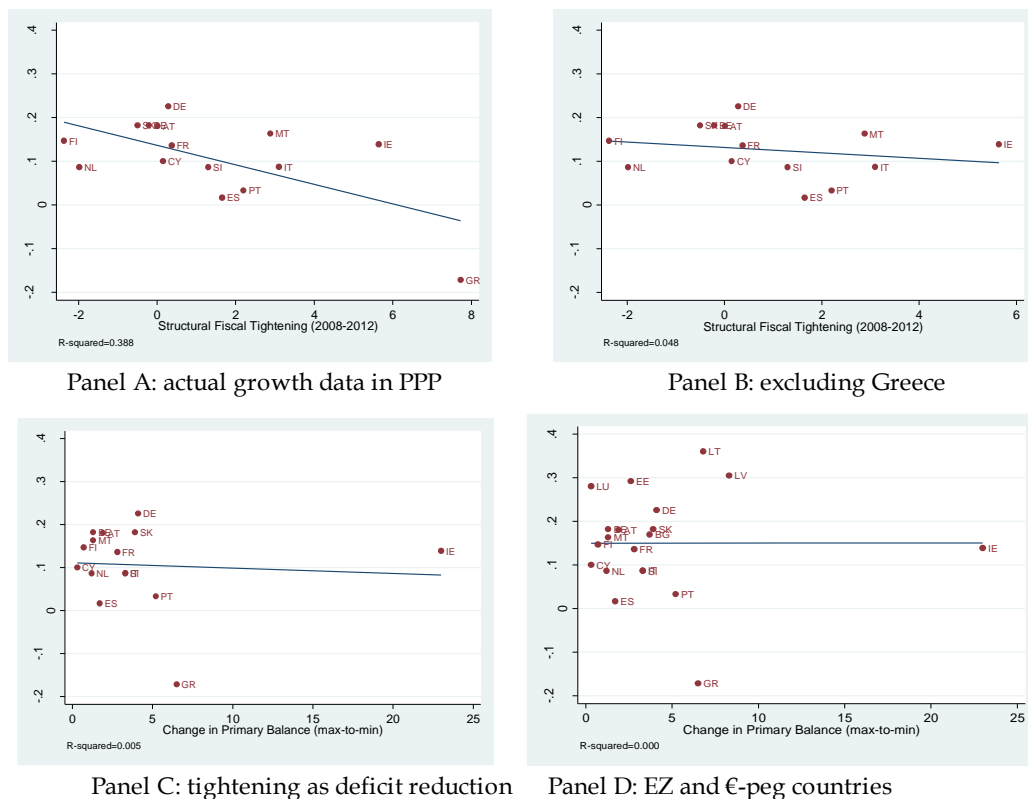 .4
.3
.2
.1
0
-.1
-.2
DE
AT
FI
FR
MT
IE
NL
CY
SI
IT
PT
ES
GR
-2 0 2 4 6 8
Structural Fiscal Tightening (2008-2012)
R-squared=0.388
Panel A: actual growth data in PPP
.4
.3
.2
.1
0
-.1
-.2
DE
AT
FI
FR
MT
IE
NL
CY
SI
IT
PT
ES
-2 0 2 4 6
Structural Fiscal Tightening (2008-2012)
R-squared=0.048
Panel B: excluding Greece
.4
.3
.2
.1
0
-.1
-.2
DE
AT
SK
MT
FI
FR
IE
CY
NL
PT
ES
GR
0 5 10 15 20 25
Change in Primary Balance (max-to-min)
R-squared=0.005
Panel C: tightening as deficit reduction
.4
.3
.2
.1
0
-.1
-.2
LT
LV
EE
LU
DE
AT
SK
BG
MT
FI
FR
IE
CY
NL
PT
ES
GR
0 5 10 15 20 25
Change in Primary Balance (max-to-min)
R-squared=0.000
Panel D: EZ and €-peg countries